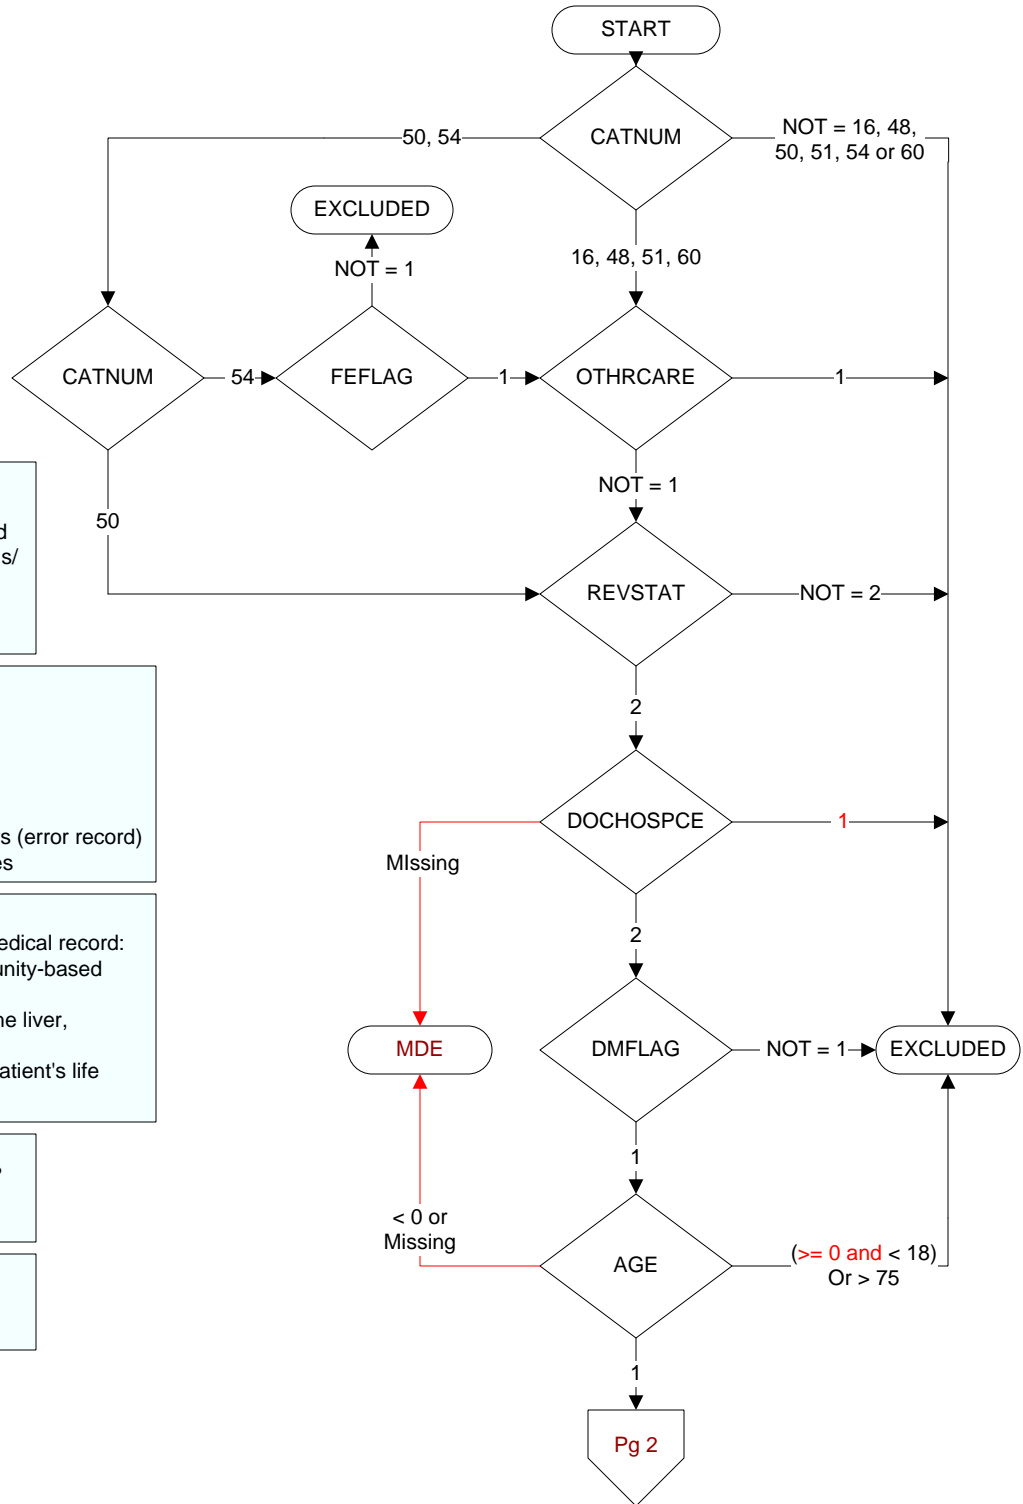 START
CATNUM
50, 54
NOT = 16, 48,
50, 51, 54 or 60
EXCLUDED
NOT = 1
16, 48, 51, 60
CATNUM
54
FEFLAG
1
OTHRCARE
1
NOT = 1
50
REVSTAT
NOT = 2
2
DOCHOSPCE
1
MIssing
2
MDE
DMFLAG
NOT = 1
EXCLUDED
1
< 0 or
Missing
AGE
(>= 0 and < 18)
Or > 75
1
Pg 2
d
s/
s (error record)
es
edical record:
unity-based
ne liver,
atient's life